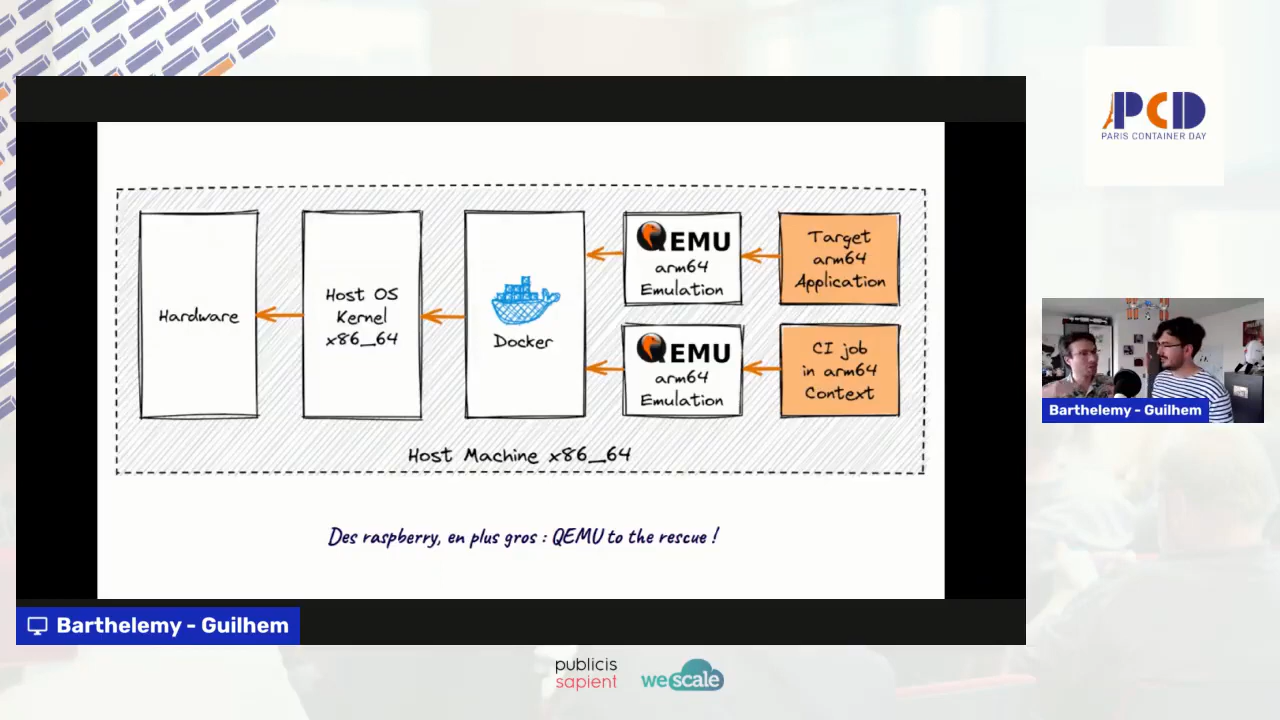 PCD
PARIS CONTAINER DAY
Hardware
Host OS
Kernel
x86_64
Docker
QEMU
arm64
Emulation
Target
arm64
Application
QEMU
arm64
Emulation
CI job
in arm64
Context
Host Machine x86_64
Des raspberry, en plus gros : QEMU to the rescue !
Barthelemy - Guilhem
Barthelemy - Guilhem
publicis
sapient
wescale